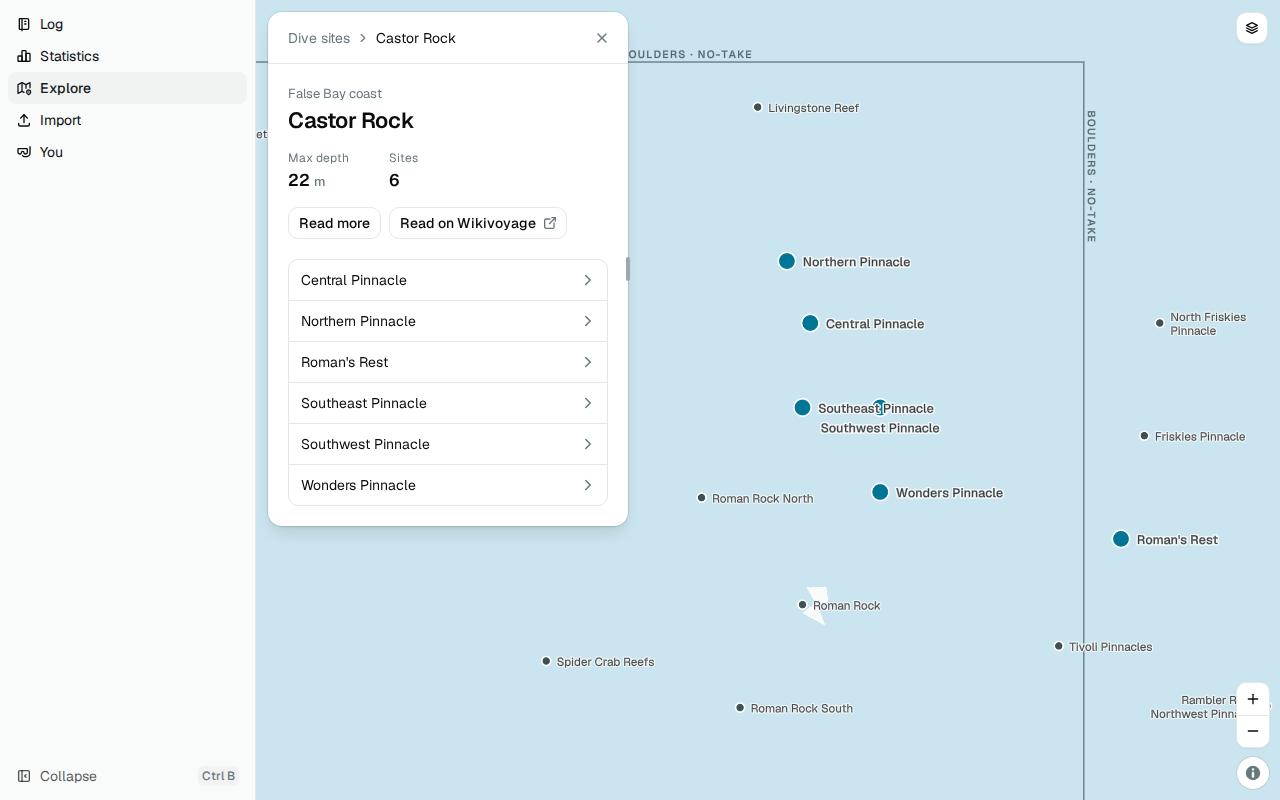 Log
Statistics
Explore
Import
You
Collapse
Ctrl B
Dive sites
Castor Rock
False Bay coast
Castor Rock
Max depth
22 m
Sites
6
Read more
Read on Wikivoyage
Central Pinnacle
Northern Pinnacle
Roman's Rest
Southeast Pinnacle
Southwest Pinnacle
Wonders Pinnacle
OULDERS · NO-TAKE
BOULDERS · NO-TAKE
et
Livingstone Reef
Northern Pinnacle
Central Pinnacle
North Friskies
Pinnacle
Southeast Pinnacle
Southwest Pinnacle
Friskies Pinnacle
Roman Rock North
Wonders Pinnacle
Roman's Rest
Roman Rock
Tivoli Pinnacles
Spider Crab Reefs
Roman Rock South
Rambler R
Northwest Pinna